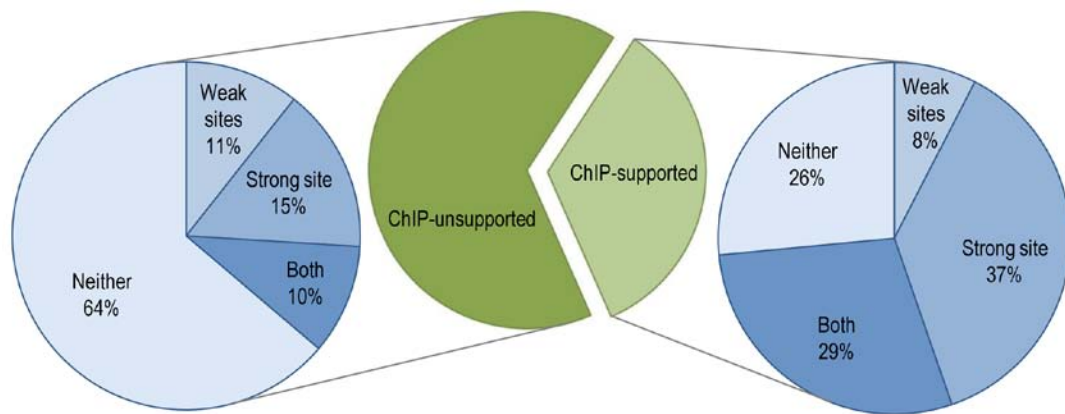 Weak
sites
11%
Strong site
15%
Both
10%
Neither
64%
ChIP-unsupported
ChIP-supported
Weak
sites
8%
Strong site
37%
Both
29%
Neither
26%